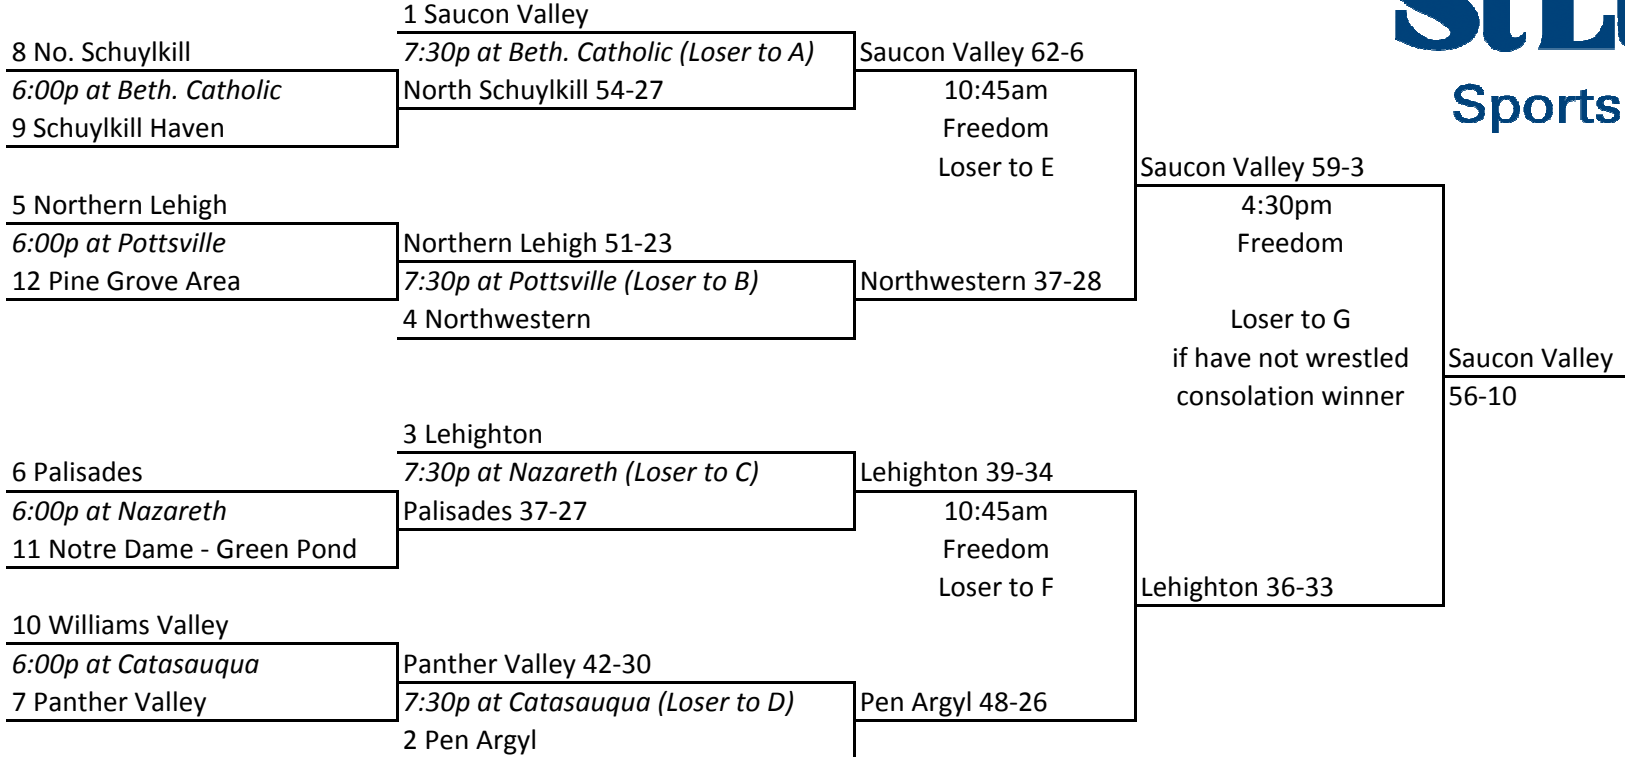 1 Saucon Valley
8 No. Schuylkill
7:30p at Beth. Catholic (Loser to A)
Saucon Valley 62-6
6:00p at Beth. Catholic
North Schuylkill 54-27
10:45am
Sports
9 Schuylkill Haven
Freedom
Loser to E
Saucon Valley 59-3
5 Northern Lehigh
4:30pm
6:00p at Pottsville
Northern Lehigh 51-23
Freedom
12 Pine Grove Area
7:30p at Pottsville (Loser to B)
Northwestern 37-28
4 Northwestern
Loser to G
if have not wrestled
Saucon Valley
consolation winner
56-10
3 Lehighton
6 Palisades
7:30p at Nazareth (Loser to C)
Lehighton 39-34
6:00p at Nazareth
Palisades 37-27
10:45am
11 Notre Dame - Green Pond
Freedom
Loser to F
Lehighton 36-33
10 Williams Valley
6:00p at Catasauqua
Panther Valley 42-30
7 Panther Valley
7:30p at Catasauqua (Loser to D)
Pen Argyl 48-26
2 Pen Argyl